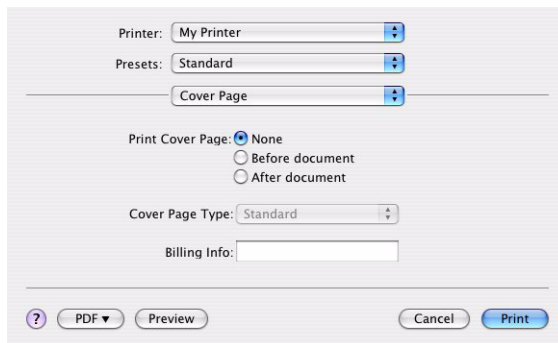 Printer: My Printer
Presets: Standard
Cover Page
Print Cover Page: None
Before document
After document
Cover Page Type: Standard
Billing Info:
? PDF ▼ Preview Cancel Print